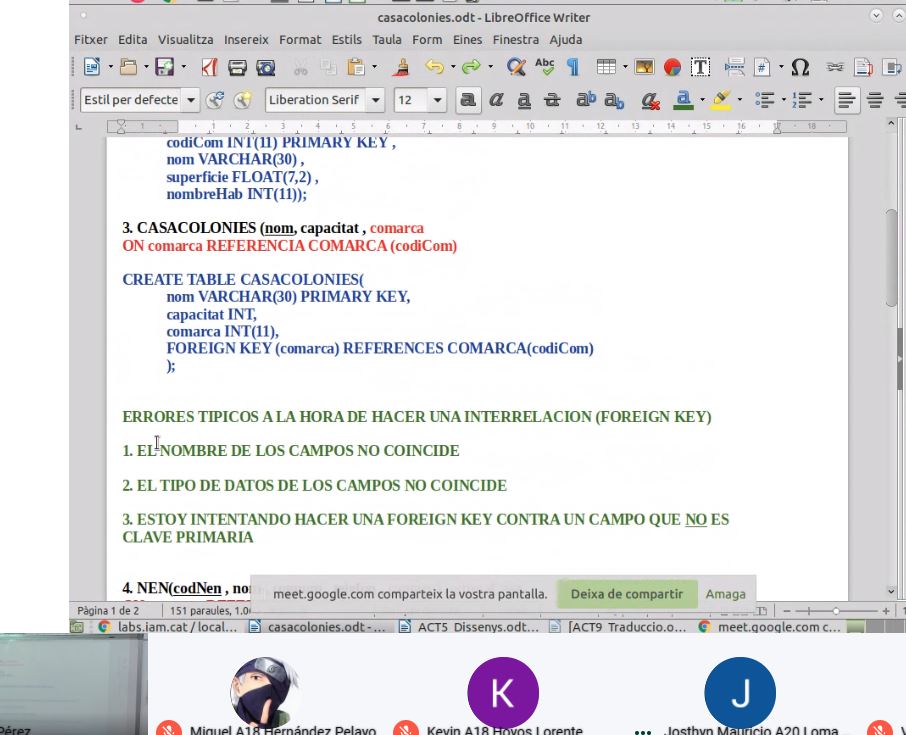 casacolonies.odt - LibreOffice Writer
Fitxer Edita Visualitza Insereix Format Estils Taula Form Eines Finestra Ajuda
Estil per defecte Liberation Serif 12
codiCom INT(11) PRIMARY KEY ,
nom VARCHAR(30) ,
superficie FLOAT(7,2) ,
nombreHab INT(11));
3. CASACOLONIES (nom, capacitat , comarca
ON comarca REFERENCIA COMARCA (codiCom)
CREATE TABLE CASACOLONIES(
nom VARCHAR(30) PRIMARY KEY,
capacitat INT,
comarca INT(11),
FOREIGN KEY (comarca) REFERENCES COMARCA(codiCom)
);
ERRORES TIPICOS A LA HORA DE HACER UNA INTERRELACION (FOREIGN KEY)
1. EL NOMBRE DE LOS CAMPOS NO COINCIDE
2. EL TIPO DE DATOS DE LOS CAMPOS NO COINCIDE
3. ESTOY INTENTANDO HACER UNA FOREIGN KEY CONTRA UN CAMPO QUE NO ES
CLAVE PRIMARIA
4. NEN(codNen , no
meet.google.com comparteix la vostra pantalla. Deixa de compartir Amaga
Pàgina 1 de 2 151 paraules, 1.0
labs.iam.cat / local... casacolonies.odt -... ACT5_Dissenys.odt... [ACT9_Traduccio.o... meet.google.com c...
K
J
Pérez
Miguel A18 Hernández Pelayo
Kevin A18 Hoyos Lorente
Josthyn Mauricio A20 Loma